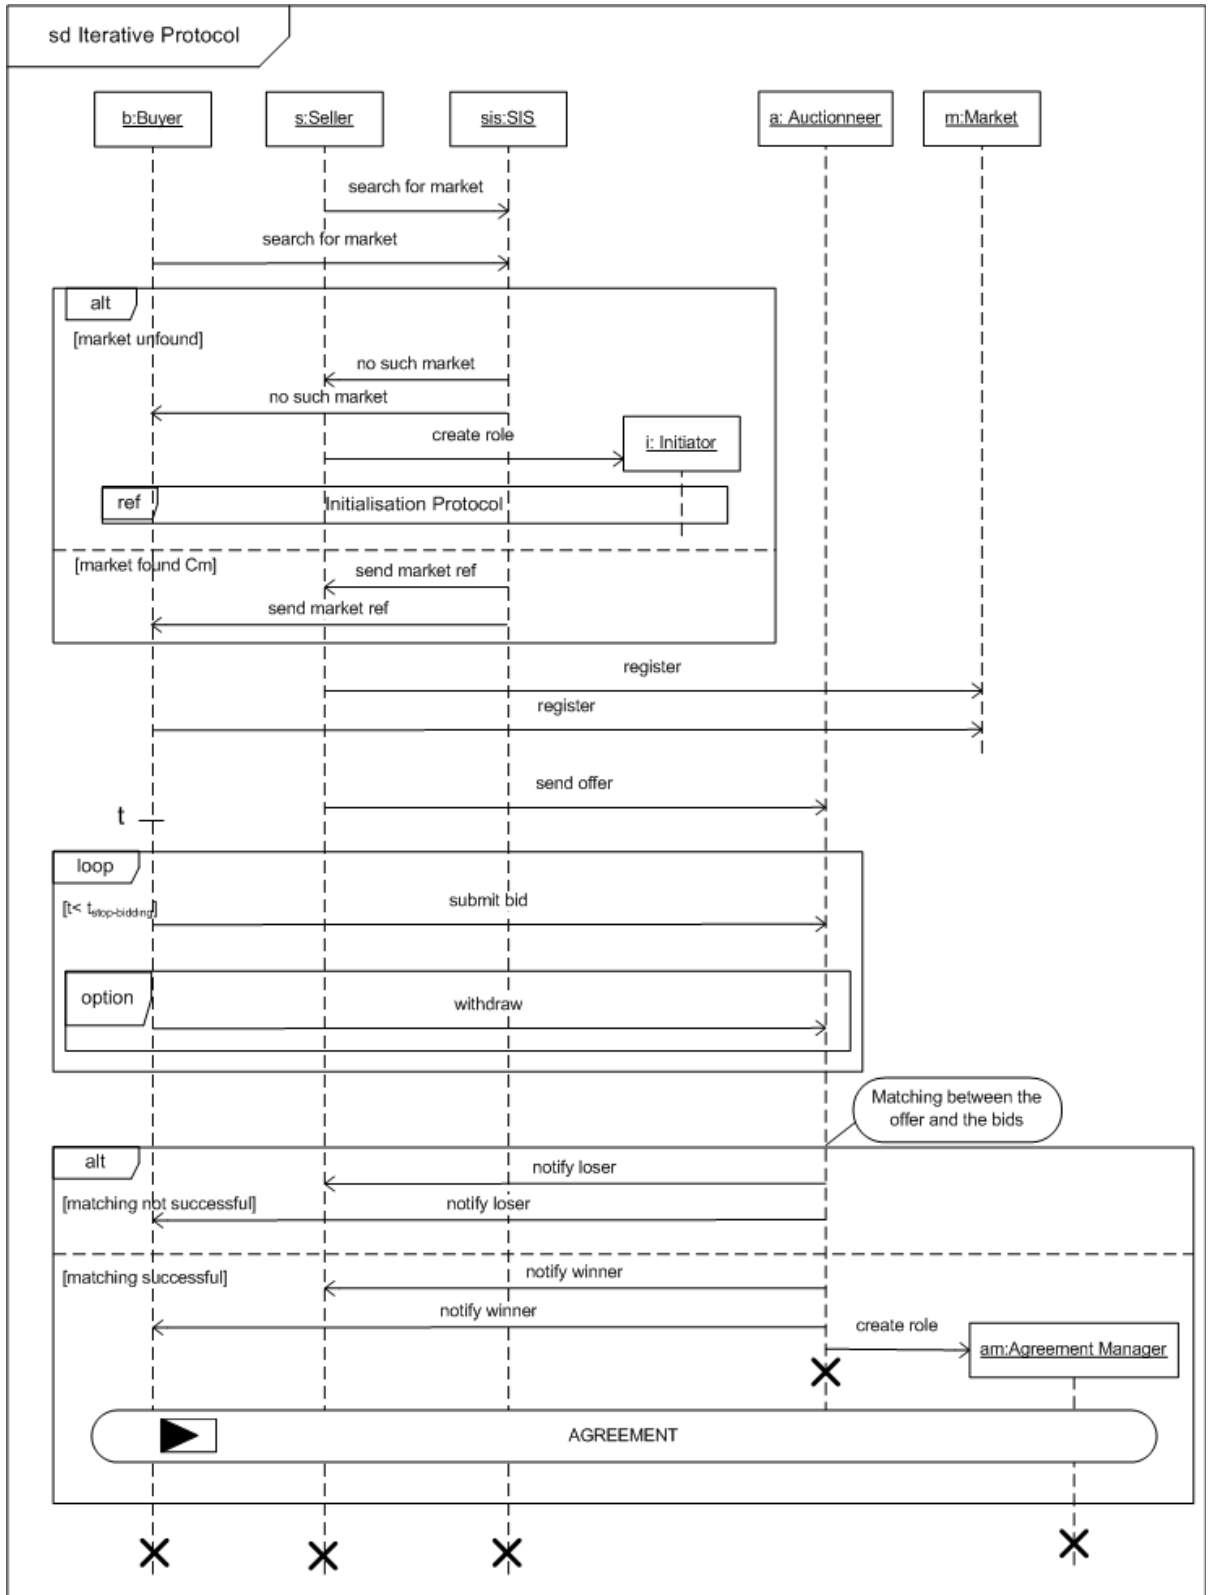 sd Iterative Protocol
b:Buyer
s:Seller
sis:SIS
a: Auctionneer
m:Market
search for market
search for market
alt
[market unfound]
no such market
no such market
create role
i: Initiator
ref
Initialisation Protocol
[market found Cm]
send market ref
send market ref
register
register
send offer
t
loop
[t< tstop-bidding]
submit bid
option
withdraw
Matching between the
offer and the bids
alt
notify loser
[matching not successful]
notify loser
[matching successful]
notify winner
notify winner
create role
am:Agreement Manager
AGREEMENT